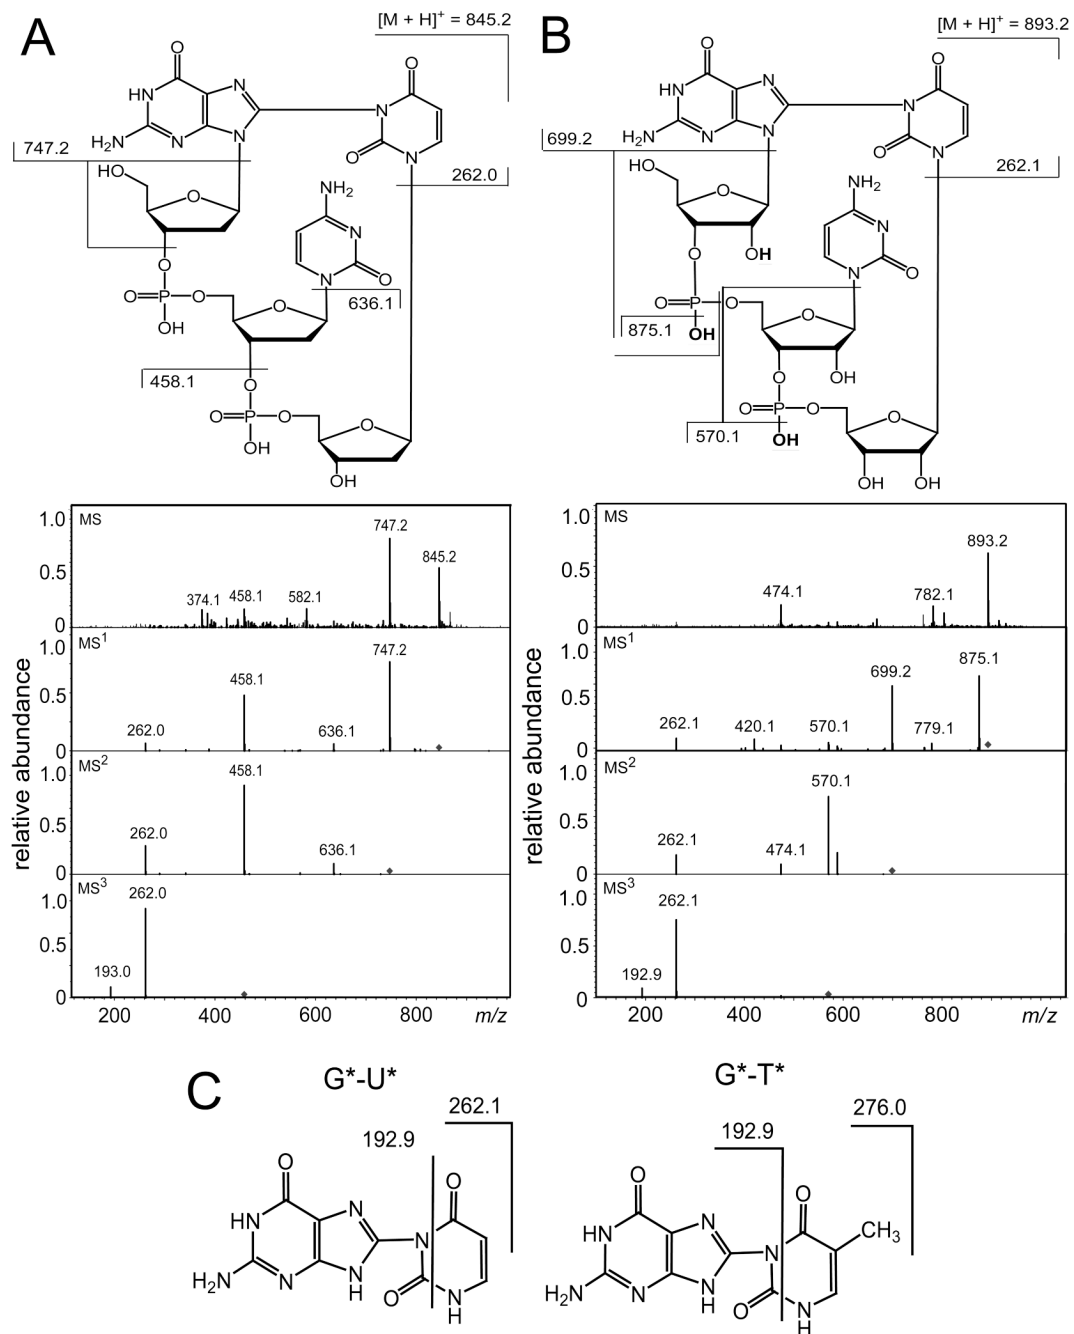 A
[M + H]+ = 845.2
O
HN
N
N
O
O
N
H2N
N
N
O
N
747.2
262.0
HO
O
NH2
N
O
N
O
O=P-O
OH
O
636.1
458.1
O
O=P-O
OH
O
OH
B
[M + H]+ = 893.2
O
HN
N
N
O
O
N
H2N
N
N
O
N
699.2
262.1
HO
O
NH2
N
O
N
O
OH
O=P-O
OH
O
875.1
O
OH
O=P-O
OH
O
570.1
OH
OH
relative abundance
MS
1.0
0.5
0
374.1
458.1
582.1
747.2
845.2
MS1
1.0
0.5
0
262.0
458.1
636.1
747.2
MS2
1.0
0.5
0
262.0
458.1
636.1
MS3
1.0
0.5
0
193.0
262.0
200
400
600
800
m/z
relative abundance
MS
1.0
0.5
0
474.1
782.1
893.2
MS1
1.0
0.5
0
262.1
420.1
570.1
699.2
779.1
875.1
MS2
1.0
0.5
0
262.1
474.1
570.1
MS3
1.0
0.5
0
192.9
262.1
200
400
600
800
m/z
C
G*-U*
262.1
192.9
O
HN
N
H2N
N
N
H
N
O
O
N
H
G*-T*
276.0
192.9
O
HN
N
H2N
N
N
H
N
O
CH3
O
N
H